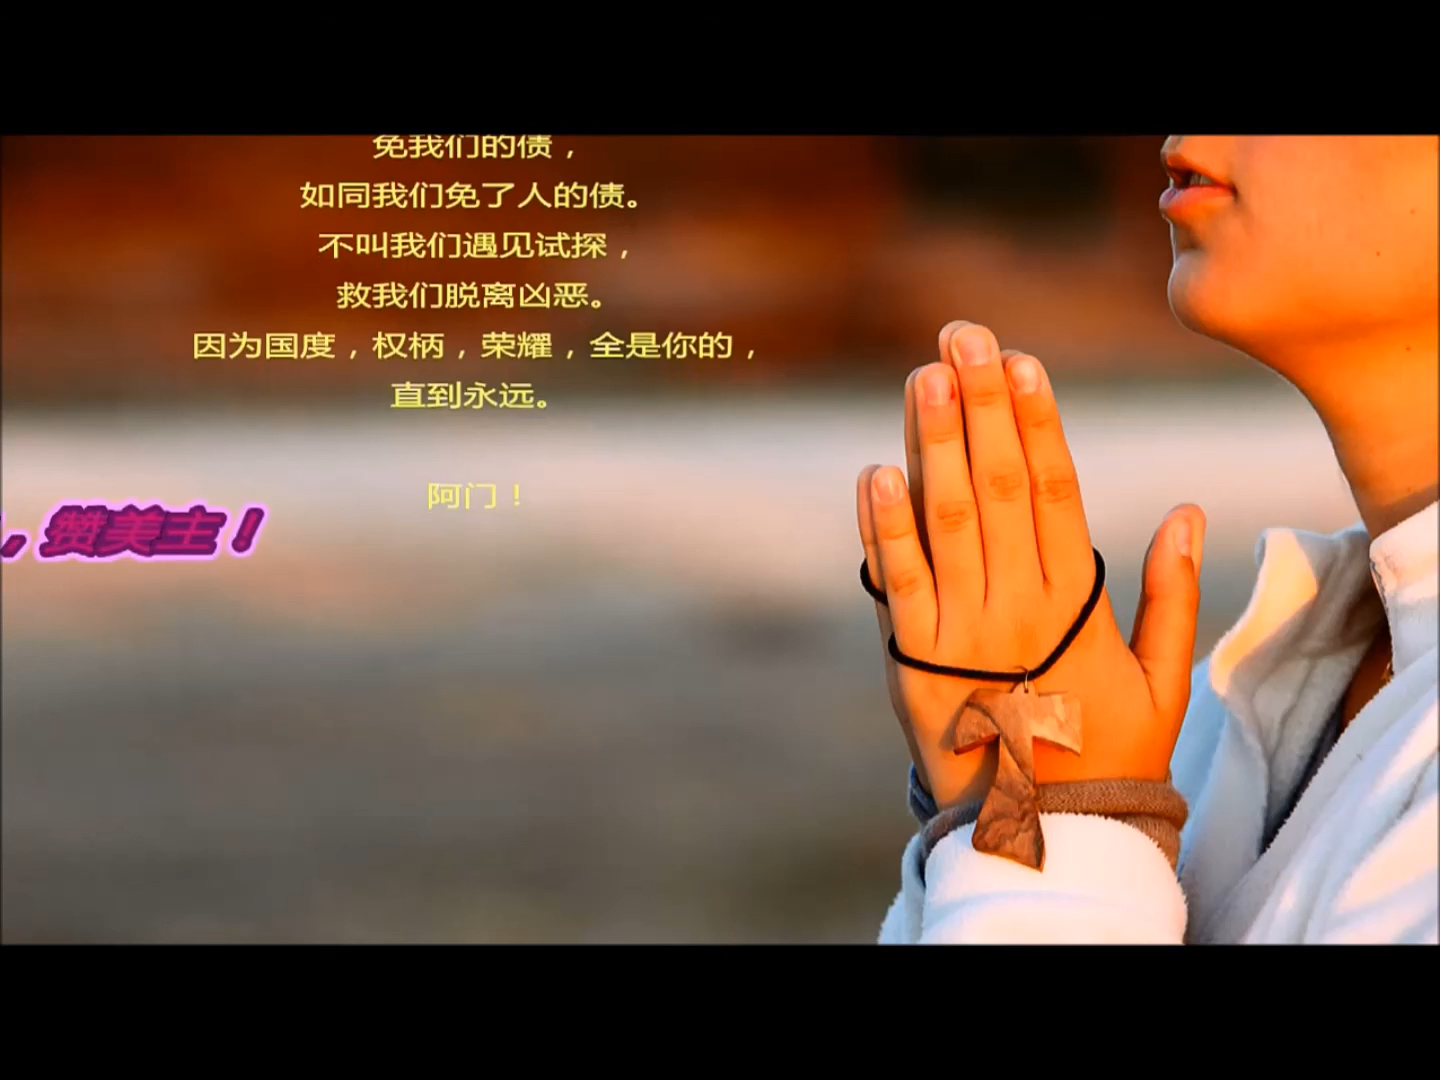 免我们的债，
如同我们免了人的债。
不叫我们遇见试探，
救我们脱离凶恶。
因为国度，权柄，荣耀，全是你的，
直到永远。
阿门！
，赞美主！